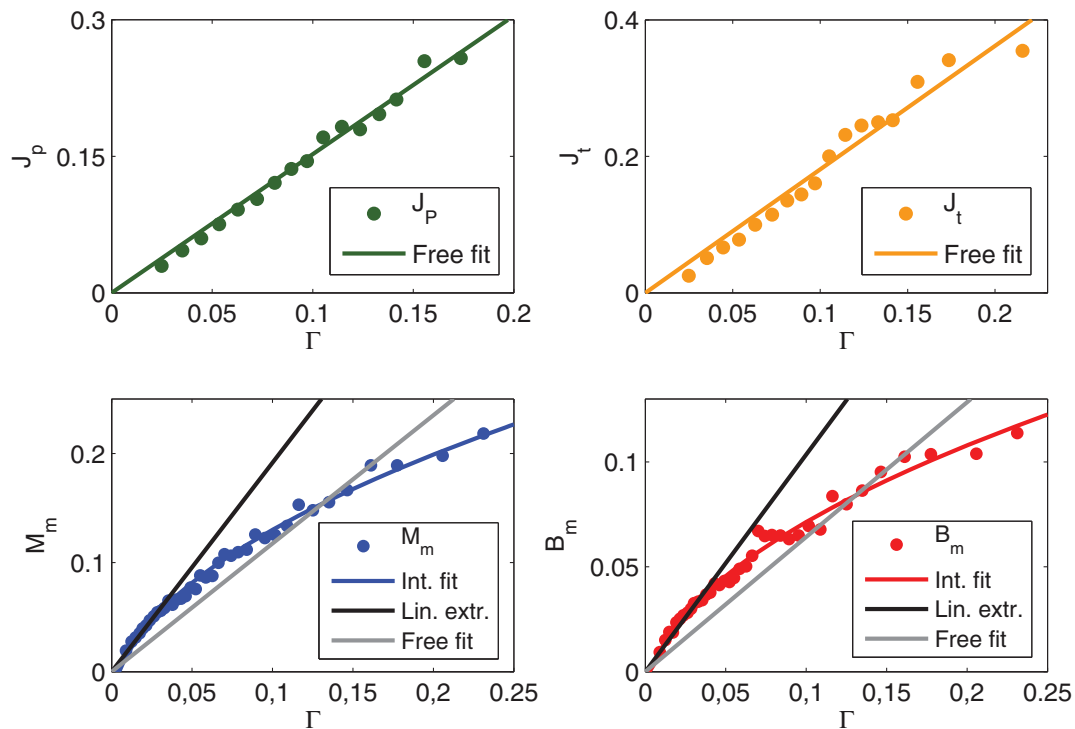 0.3
0.15
0
J_p
J_P
Free fit
0 0.05 0.1 0.15 0.2
Γ
0.4
0.2
0
J_t
J_t
Free fit
0 0.05 0.1 0.15 0.2
Γ
0.2
0.1
0
M_m
M_m
Int. fit
Lin. extr.
Free fit
0 0,05 0,1 0,15 0,2 0.25
Γ
0.1
0.05
0
B_m
B_m
Int. fit
Lin. extr.
Free fit
0 0,05 0,1 0,15 0,2 0.25
Γ